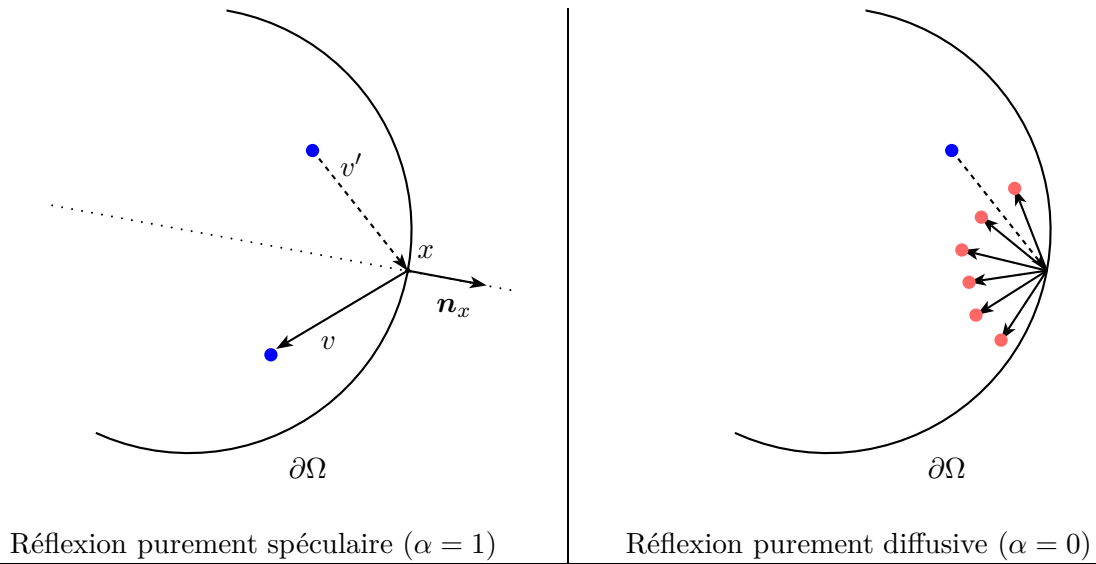 v′
x
n_x
v
∂Ω
Réflexion purement spéculaire (α = 1)
∂Ω
Réflexion purement diffusive (α = 0)